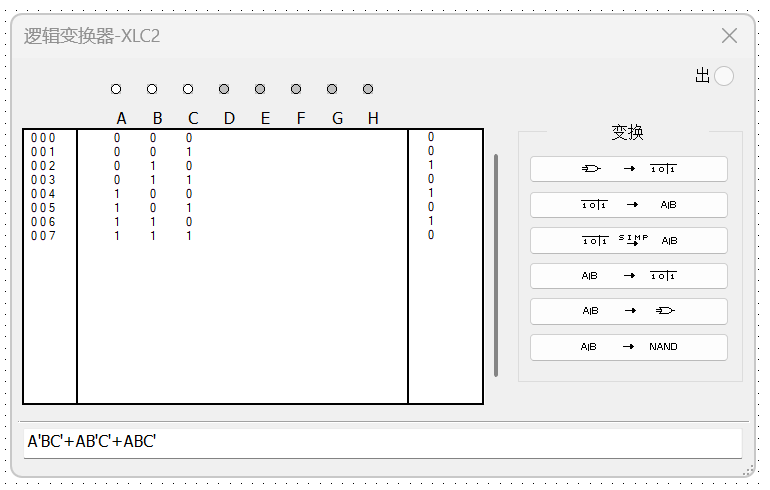 逻辑变换器-XLC2
出
A B C D E F G H
变换
000 0 0 0 0
001 0 0 1 0
002 0 1 0 1
003 0 1 1 0
004 1 0 0 1
005 1 0 1 0
006 1 1 0 1
007 1 1 1 0
→ 1 0 1
1 0 1 → A|B
1 0 1 SIMP → A|B
A|B → 1 0 1
A|B →
A|B → NAND
A'BC'+AB'C'+ABC'